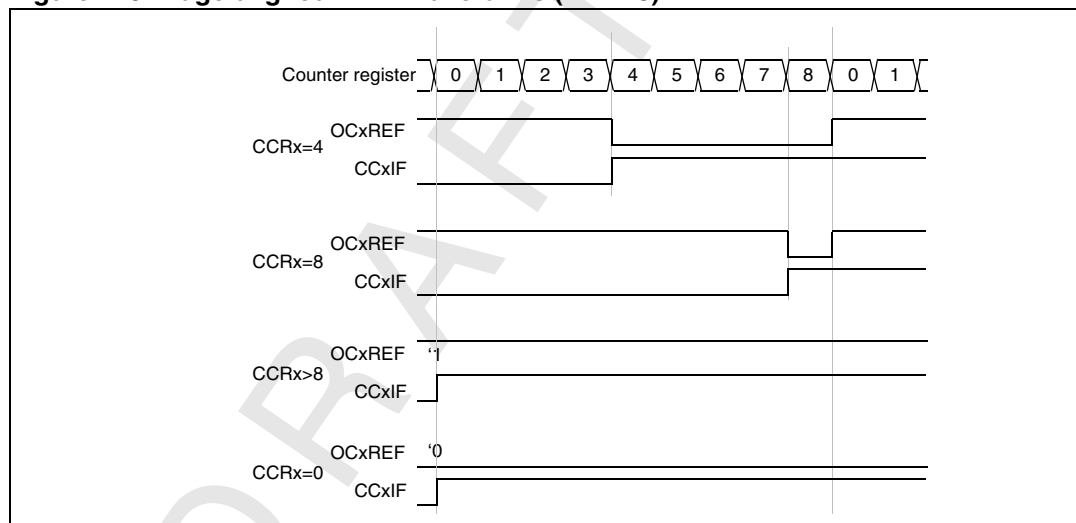 Counter register 0 1 2 3 4 5 6 7 8 0 1
OCxREF
CCRx=4
CCxIF
OCxREF
CCRx=8
CCxIF
OCxREF '1
CCRx>8
CCxIF
OCxREF '0
CCRx=0
CCxIF
DRAFT